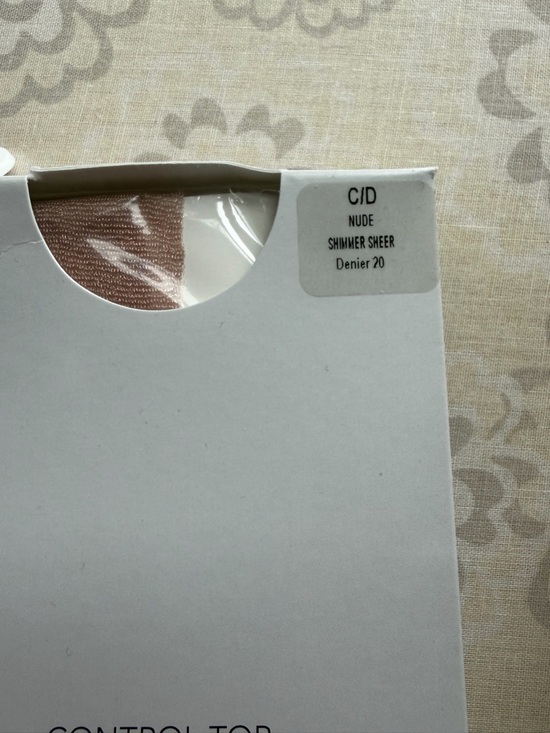 C/D
NUDE
SHIMMER SHEER
Denier 20
CONTROL TOP